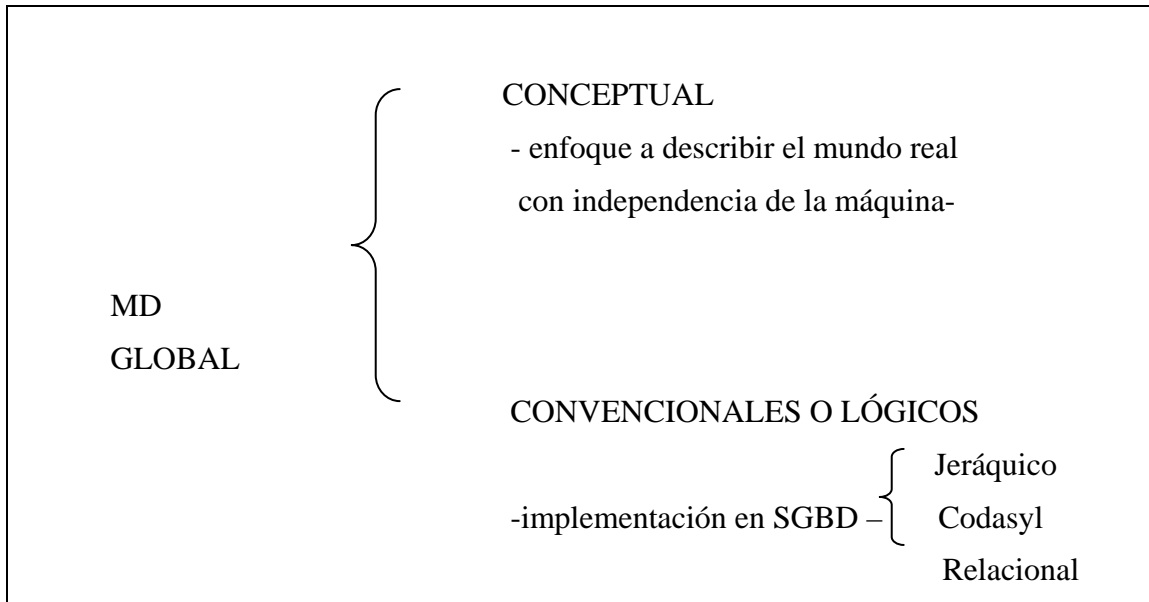 CONCEPTUAL
- enfoque a describir el mundo real
con independencia de la máquina-
MD
GLOBAL
CONVENCIONALES O LÓGICOS
Jeráquico
-implementación en SGBD – Codasyl
Relacional